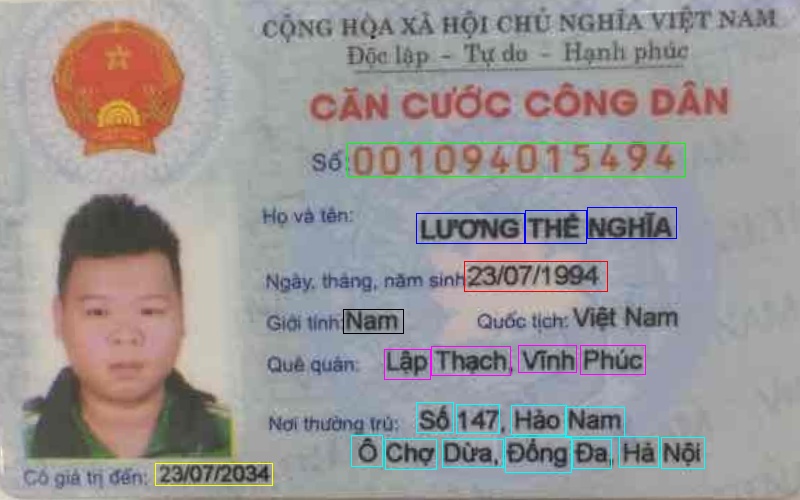 CỘNG HÒA XÃ HỘI CHỦ NGHĨA VIỆT NAM
Độc lập - Tự do - Hạnh phúc
CĂN CƯỚC CÔNG DÂN
Số: 001094015494
Họ và tên: LƯƠNG THẾ NGHĨA
Ngày, tháng, năm sinh: 23/07/1994
Giới tính: Nam Quốc tịch: Việt Nam
Quê quán: Lập Thạch, Vĩnh Phúc
Nơi thường trú: Số 147, Hào Nam
Ô Chợ Dừa, Đống Đa, Hà Nội
Có giá trị đến: 23/07/2034